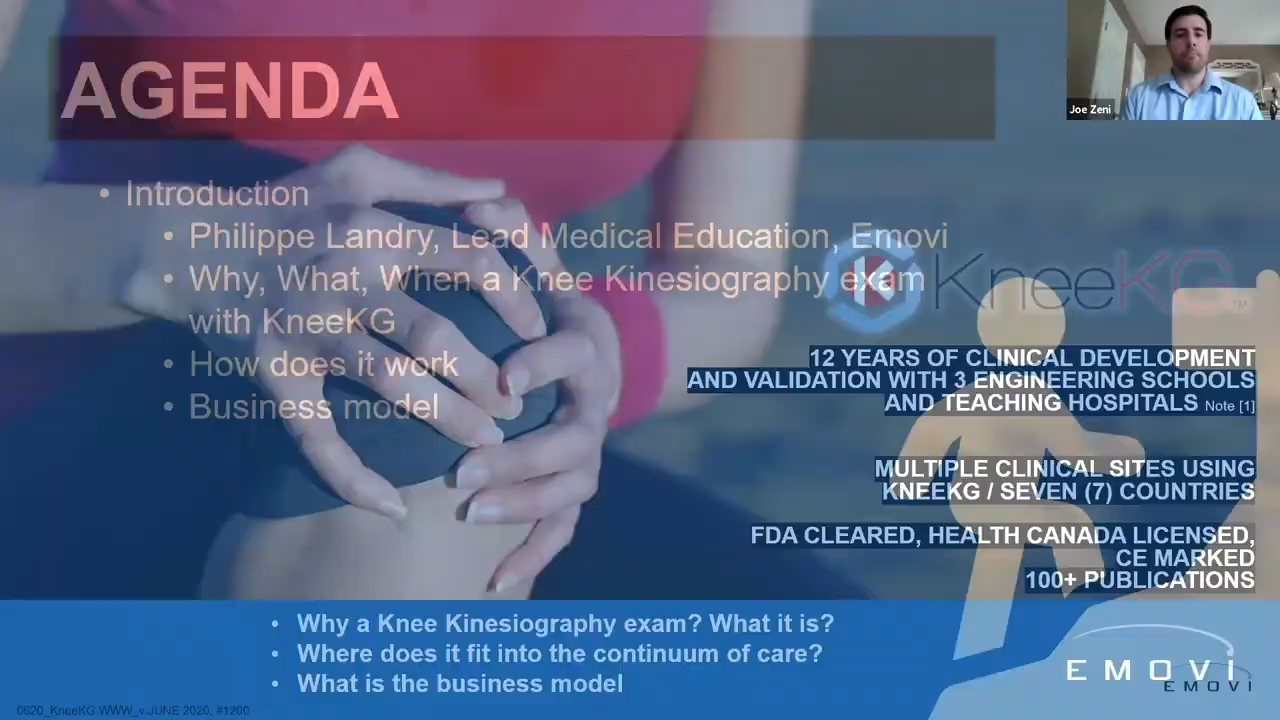 AGENDA
Joe Zeni
• Introduction
• Philippe Landry, Lead Medical Education, Emovi
• Why, What, When a Knee Kinesiography exam
with KneeKG
• How does it work
• Business model
KneeKG™
12 YEARS OF CLINICAL DEVELOPMENT
AND VALIDATION WITH 3 ENGINEERING SCHOOLS
AND TEACHING HOSPITALS Note [1]
MULTIPLE CLINICAL SITES USING
KNEEKG / SEVEN (7) COUNTRIES
FDA CLEARED, HEALTH CANADA LICENSED,
CE MARKED
100+ PUBLICATIONS
• Why a Knee Kinesiography exam? What it is?
• Where does it fit into the continuum of care?
• What is the business model
EMOVI
EMOVI
0620_KneeKG WWW_v.JUNE 2020, #1200